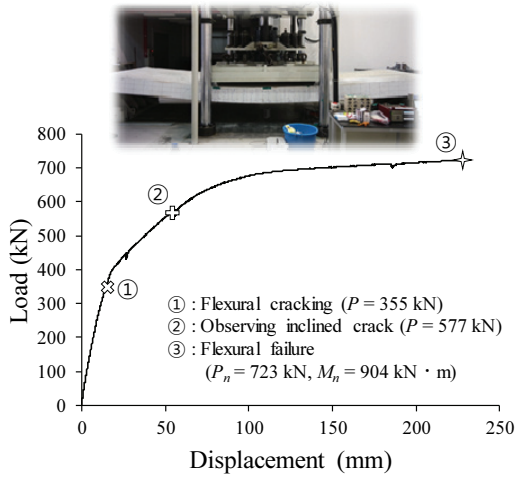 800
700
600
500
400
300
200
100
0
Load (kN)
①
②
③
① : Flexural cracking (P = 355 kN)
② : Observing inclined crack (P = 577 kN)
③ : Flexural failure
(Pn = 723 kN, Mn = 904 kN · m)
0 50 100 150 200 250
Displacement (mm)